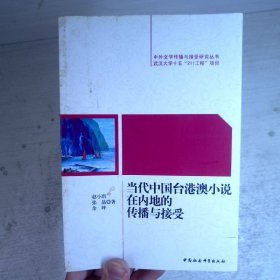 中外文学传播与接受研究丛书
武汉大学十五“211工程”项目
赵小琪
张晶 著
余坪
当代中国台港澳小说
在内地的
传播与接受
中国社会科学出版社